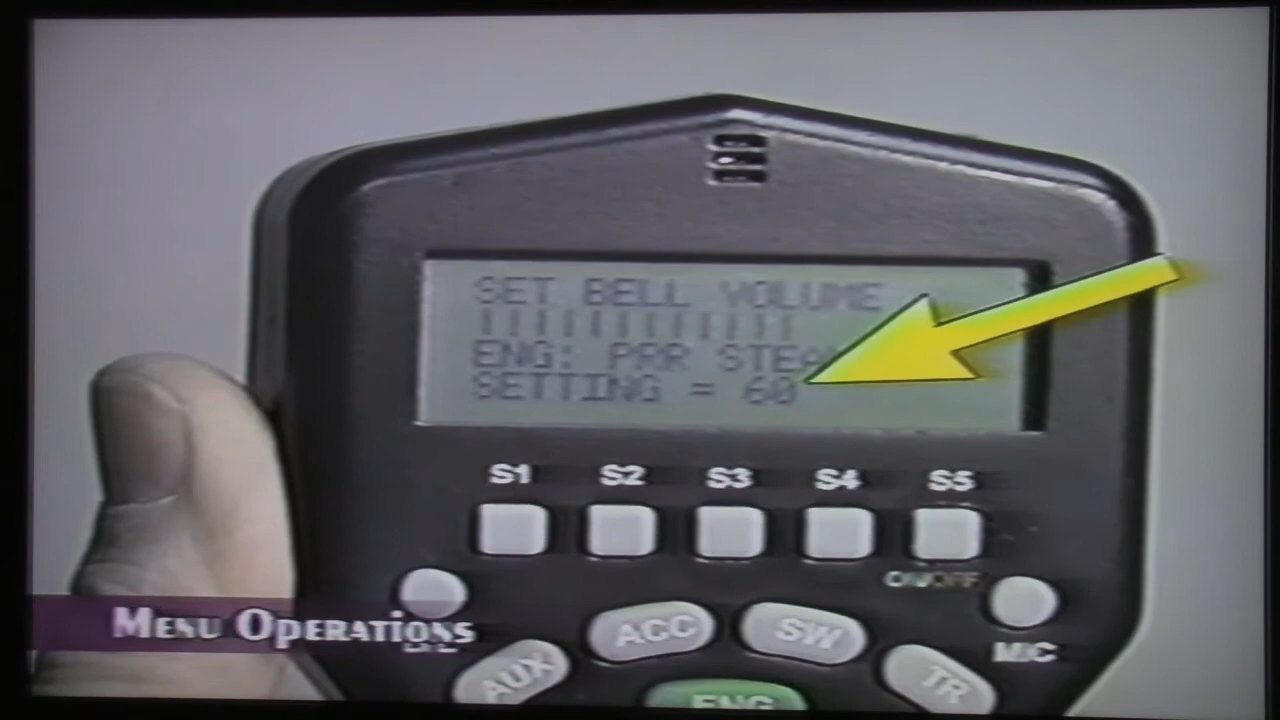 SET BELL VOLUME
ENG: PRR STEA
SETTING = 60
S1 S2 S3 S4 S5
ON/OFF
MENU OPERATIONS
ACC SW
MIC
AUX TR
ENG